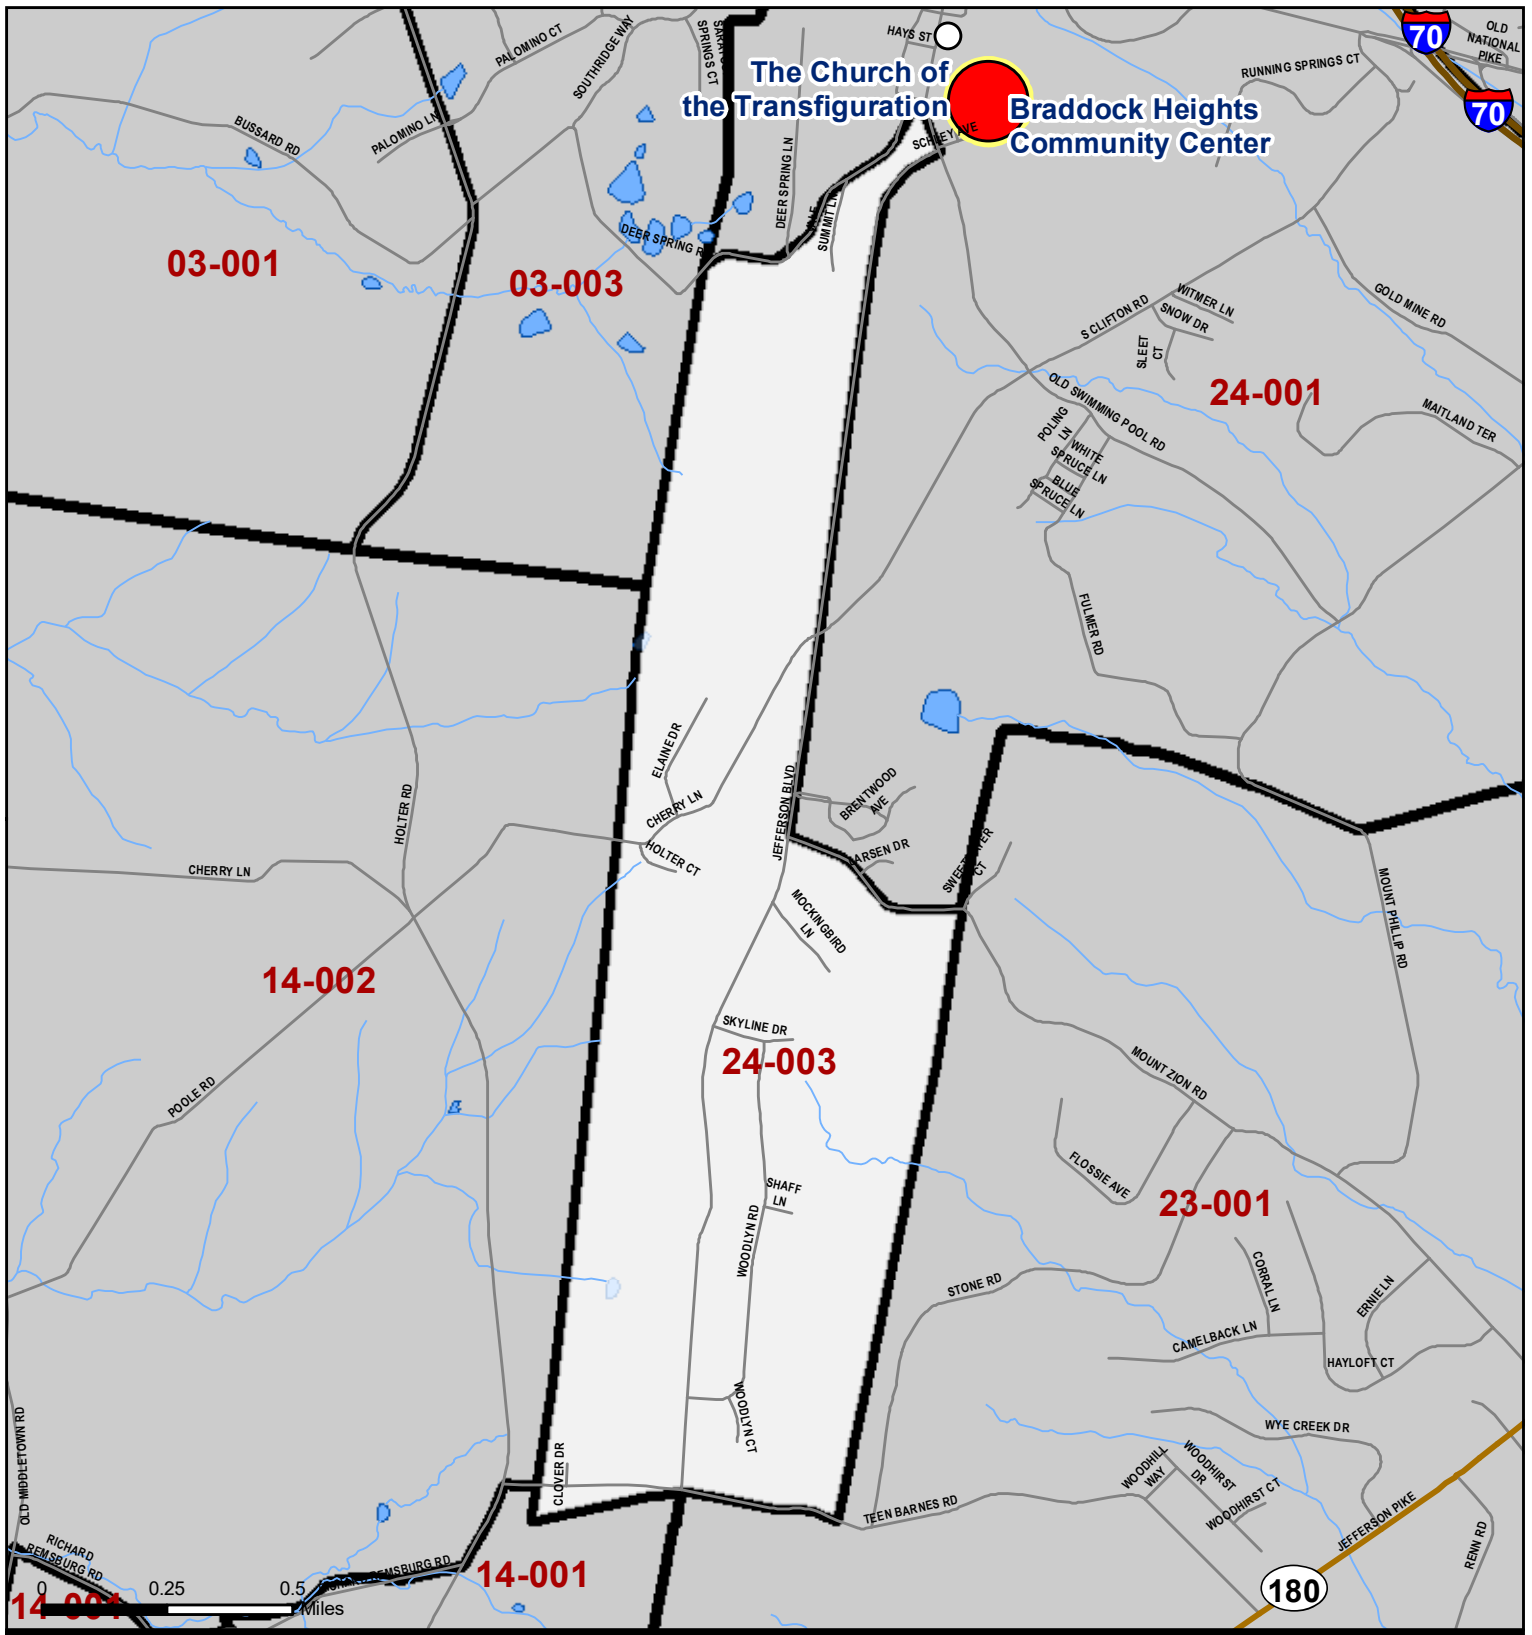 HAYS ST
OLD
NATIONAL
PIKE
70
70
PALOMINO CT
SOUTHRIDGE WAY
SPRINGS CT
RUNNING SPRINGS CT
The Church of
the Transfiguration
Braddock Heights
Community Center
SCHLEY AVE
BUSSARD RD
PALOMINO LN
DEER SPRING LN
SUMMIT LN
DEER SPRING R
03-001
03-003
GOLD MINE RD
WITMER LN
S CLIFTON RD
SNOW DR
SLEET
CT
24-001
OLD SWIMMING POOL RD
MAITLAND TER
POLING
LN
WHITE
SPRUCE LN
BLUE
SPRUCE LN
FULMER RD
ELAINE DR
CHERRY LN
HOLTER RD
HOLTER CT
JEFFERSON BLVD
BRENTWOOD
AVE
LARSEN DR
CT
CHERRY LN
MOCKINGBIRD
LN
MOUNT PHILLIP RD
14-002
SKYLINE DR
24-003
MOUNT ZION RD
POOLE RD
FLOSSIE AVE
SHAFF
LN
WOODLYN RD
23-001
STONE RD
CORRAL LN
ERNIE LN
CAMELBACK LN
HAYLOFT CT
WOODLYN CT
OLD MIDDLETOWN RD
WYE CREEK DR
CLOVER DR
WOODHILL
WAY
WOODHIRST
DR
WOODHIRST CT
TEEN BARNES RD
JEFFERSON PIKE
RENN RD
RICHARD
REMSBURG RD
REMSBURG RD
14-001
180
14-001
0
0.25
0.5
Miles